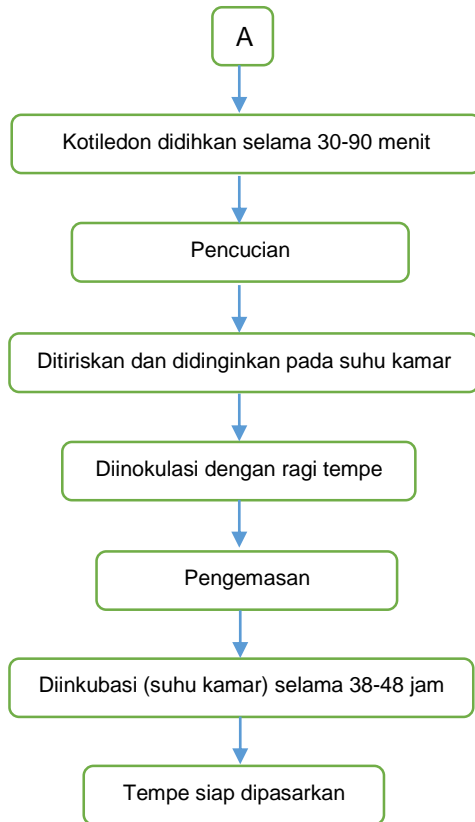 A
Kotiledon didihkan selama 30-90 menit
Pencucian
Ditiriskan dan didinginkan pada suhu kamar
Diinokulasi dengan ragi tempe
Pengemasan
Diinkubasi (suhu kamar) selama 38-48 jam
Tempe siap dipasarkan